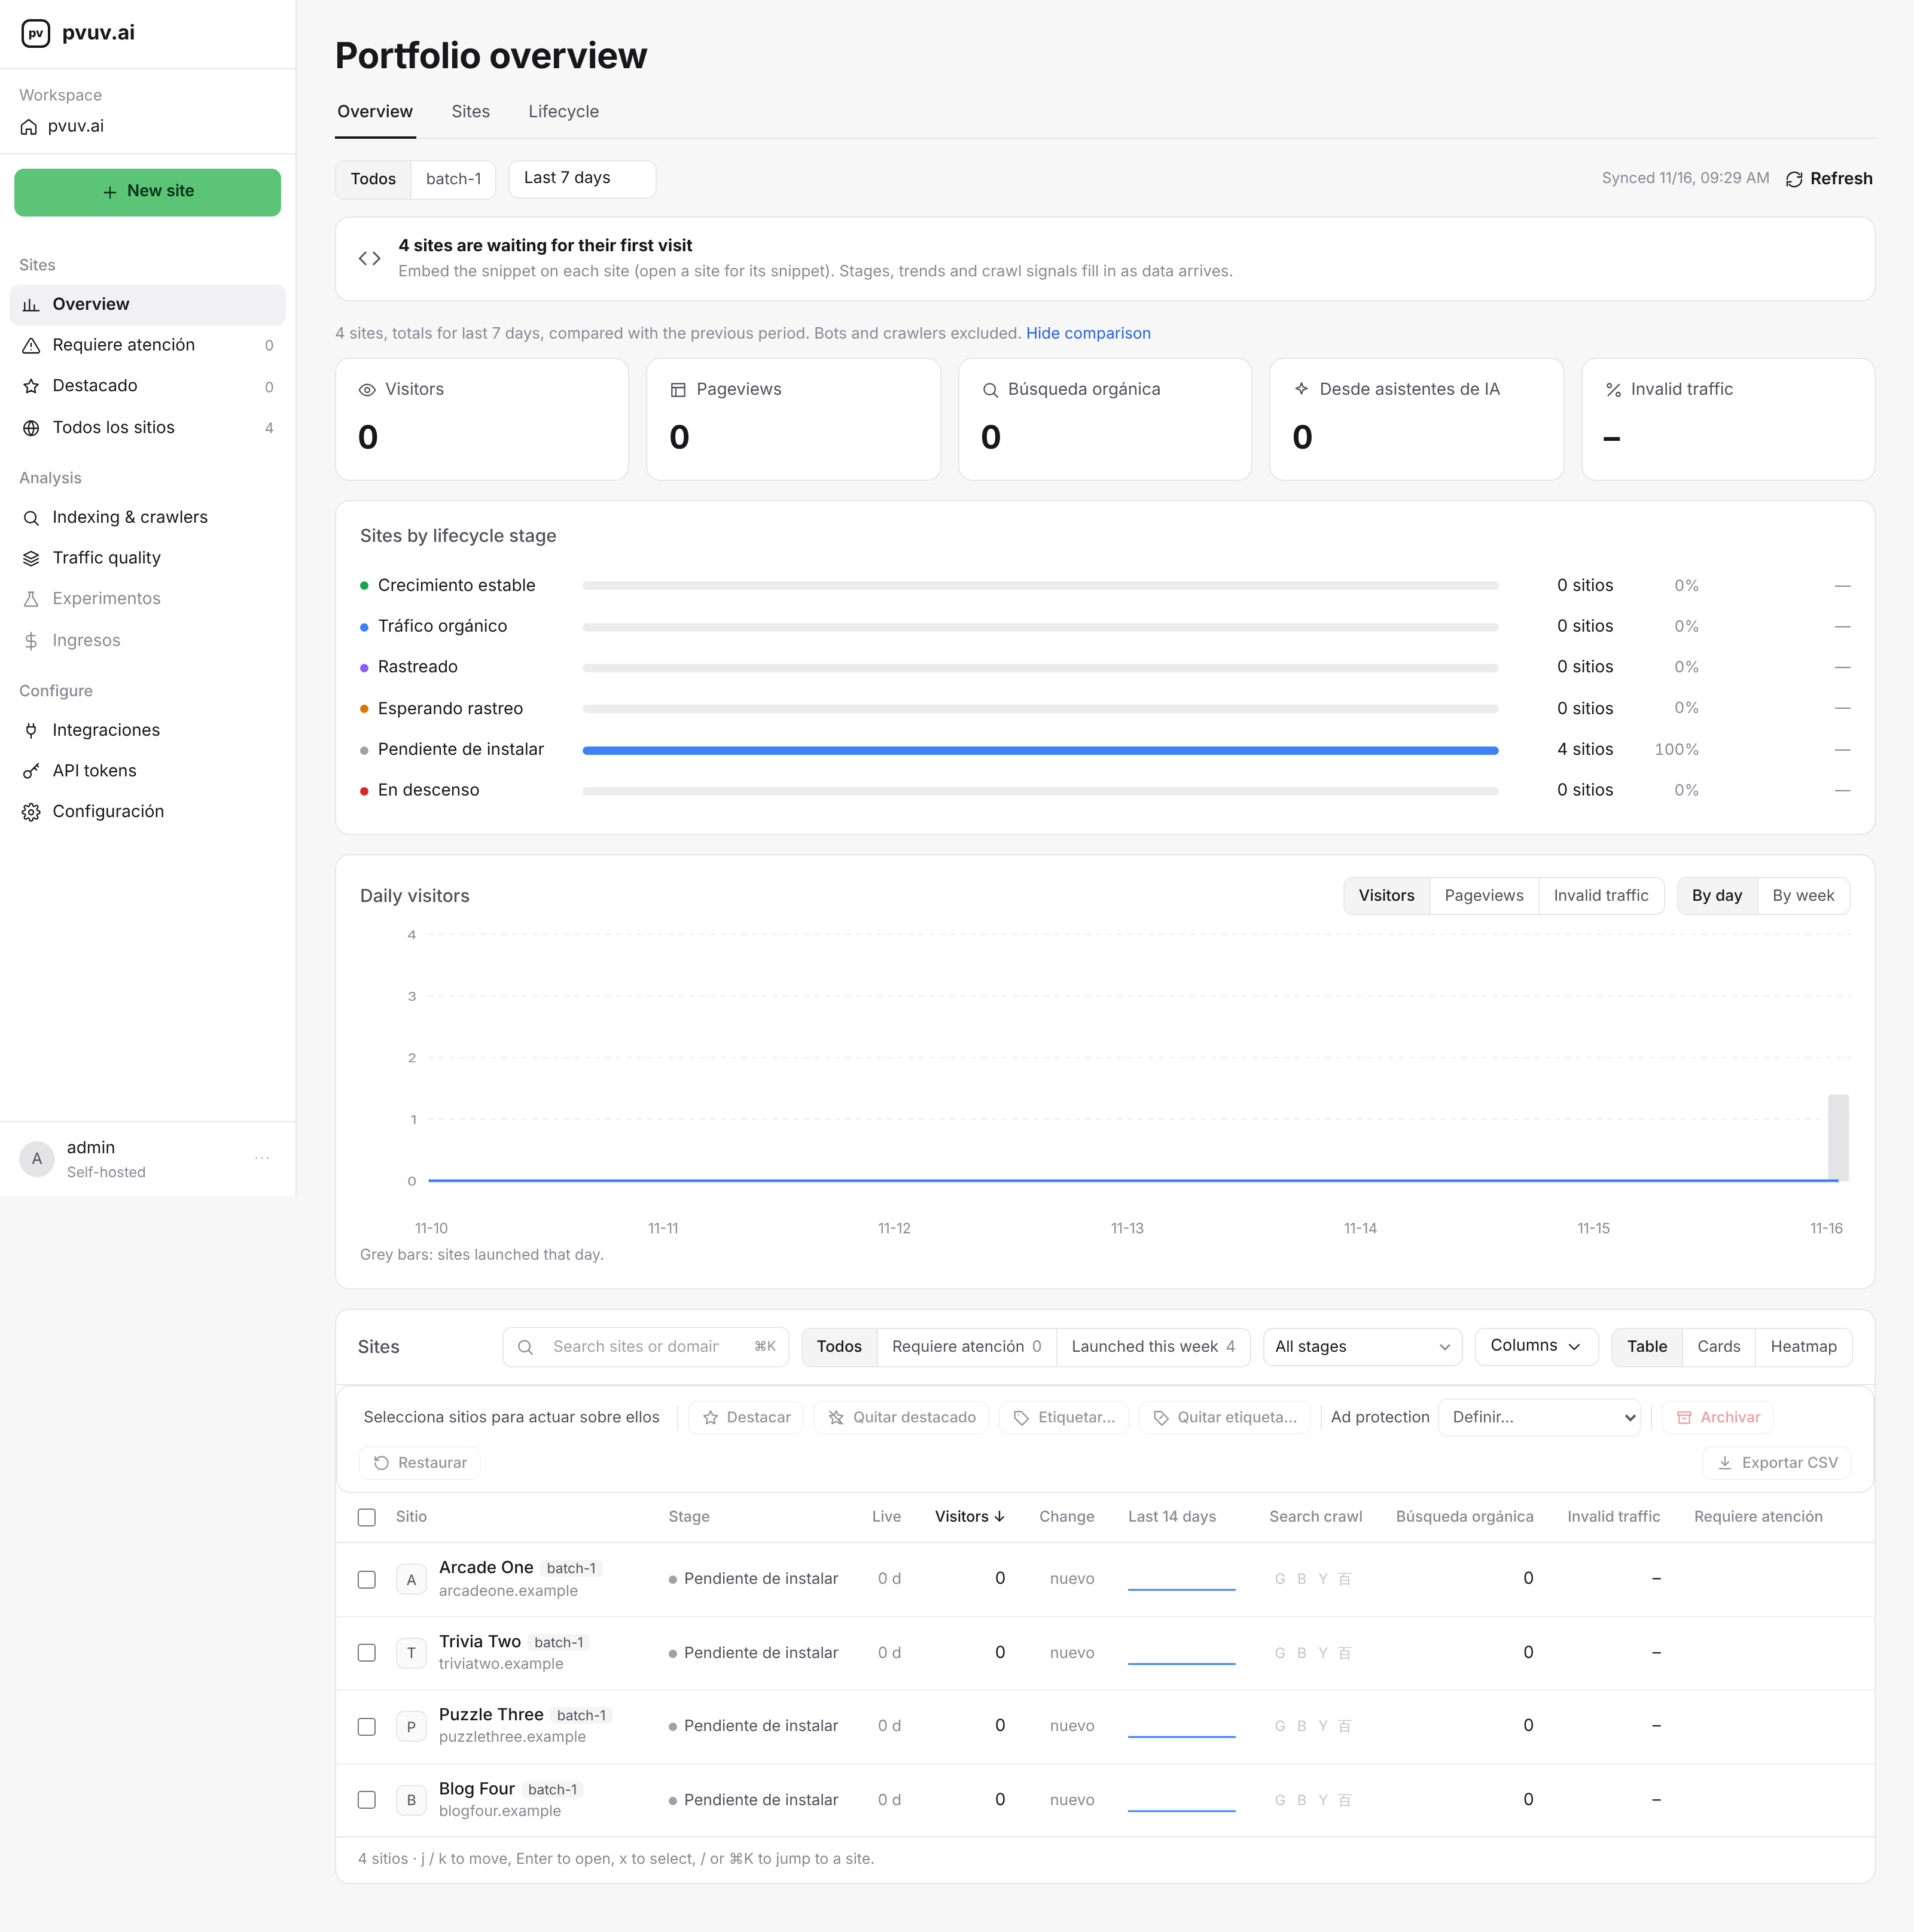 pv pvuv.ai
Workspace
pvuv.ai
+ New site
Sites
Overview
Requiere atención 0
Destacado 0
Todos los sitios 4
Analysis
Indexing & crawlers
Traffic quality
Experimentos
Ingresos
Configure
Integraciones
API tokens
Configuración
A admin ...
Self-hosted
Portfolio overview
Overview Sites Lifecycle
Todos batch-1 Last 7 days Synced 11/16, 09:29 AM Refresh
4 sites are waiting for their first visit
Embed the snippet on each site (open a site for its snippet). Stages, trends and crawl signals fill in as data arrives.
4 sites, totals for last 7 days, compared with the previous period. Bots and crawlers excluded. Hide comparison
Visitors Pageviews Búsqueda orgánica Desde asistentes de IA Invalid traffic
0 0 0 0 –
Sites by lifecycle stage
Crecimiento estable 0 sitios 0% —
Tráfico orgánico 0 sitios 0% —
Rastreado 0 sitios 0% —
Esperando rastreo 0 sitios 0% —
Pendiente de instalar 4 sitios 100% —
En descenso 0 sitios 0% —
Daily visitors Visitors Pageviews Invalid traffic By day By week
4
3
2
1
0
11-10 11-11 11-12 11-13 11-14 11-15 11-16
Grey bars: sites launched that day.
Sites Search sites or domain ⌘K Todos Requiere atención 0 Launched this week 4 All stages Columns Table Cards Heatmap
Selecciona sitios para actuar sobre ellos Destacar Quitar destacado Etiquetar... Quitar etiqueta... Ad protection Definir... Archivar
Restaurar Exportar CSV
Sitio Stage Live Visitors ↓ Change Last 14 days Search crawl Búsqueda orgánica Invalid traffic Requiere atención
A Arcade One batch-1 Pendiente de instalar 0 d 0 nuevo G B Y 百 0 –
arcadeone.example
T Trivia Two batch-1 Pendiente de instalar 0 d 0 nuevo G B Y 百 0 –
triviatwo.example
P Puzzle Three batch-1 Pendiente de instalar 0 d 0 nuevo G B Y 百 0 –
puzzlethree.example
B Blog Four batch-1 Pendiente de instalar 0 d 0 nuevo G B Y 百 0 –
blogfour.example
4 sitios · j / k to move, Enter to open, x to select, / or ⌘K to jump to a site.